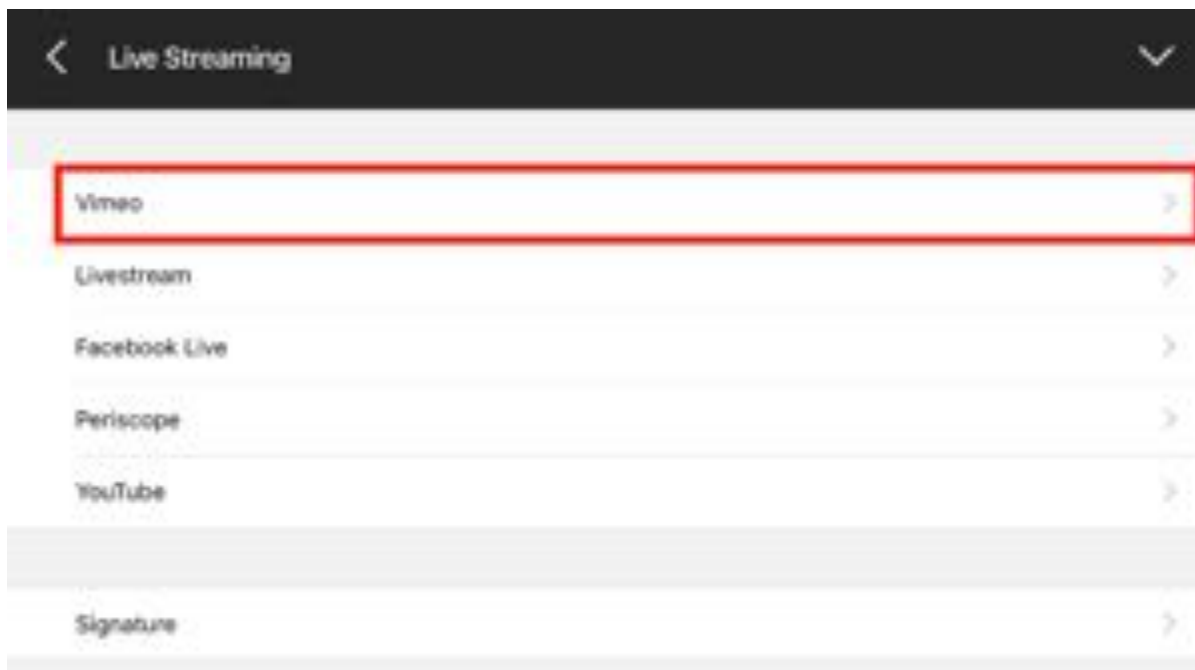 Live Streaming
Vimeo
Livestream
Facebook Live
Periscope
YouTube
Signature